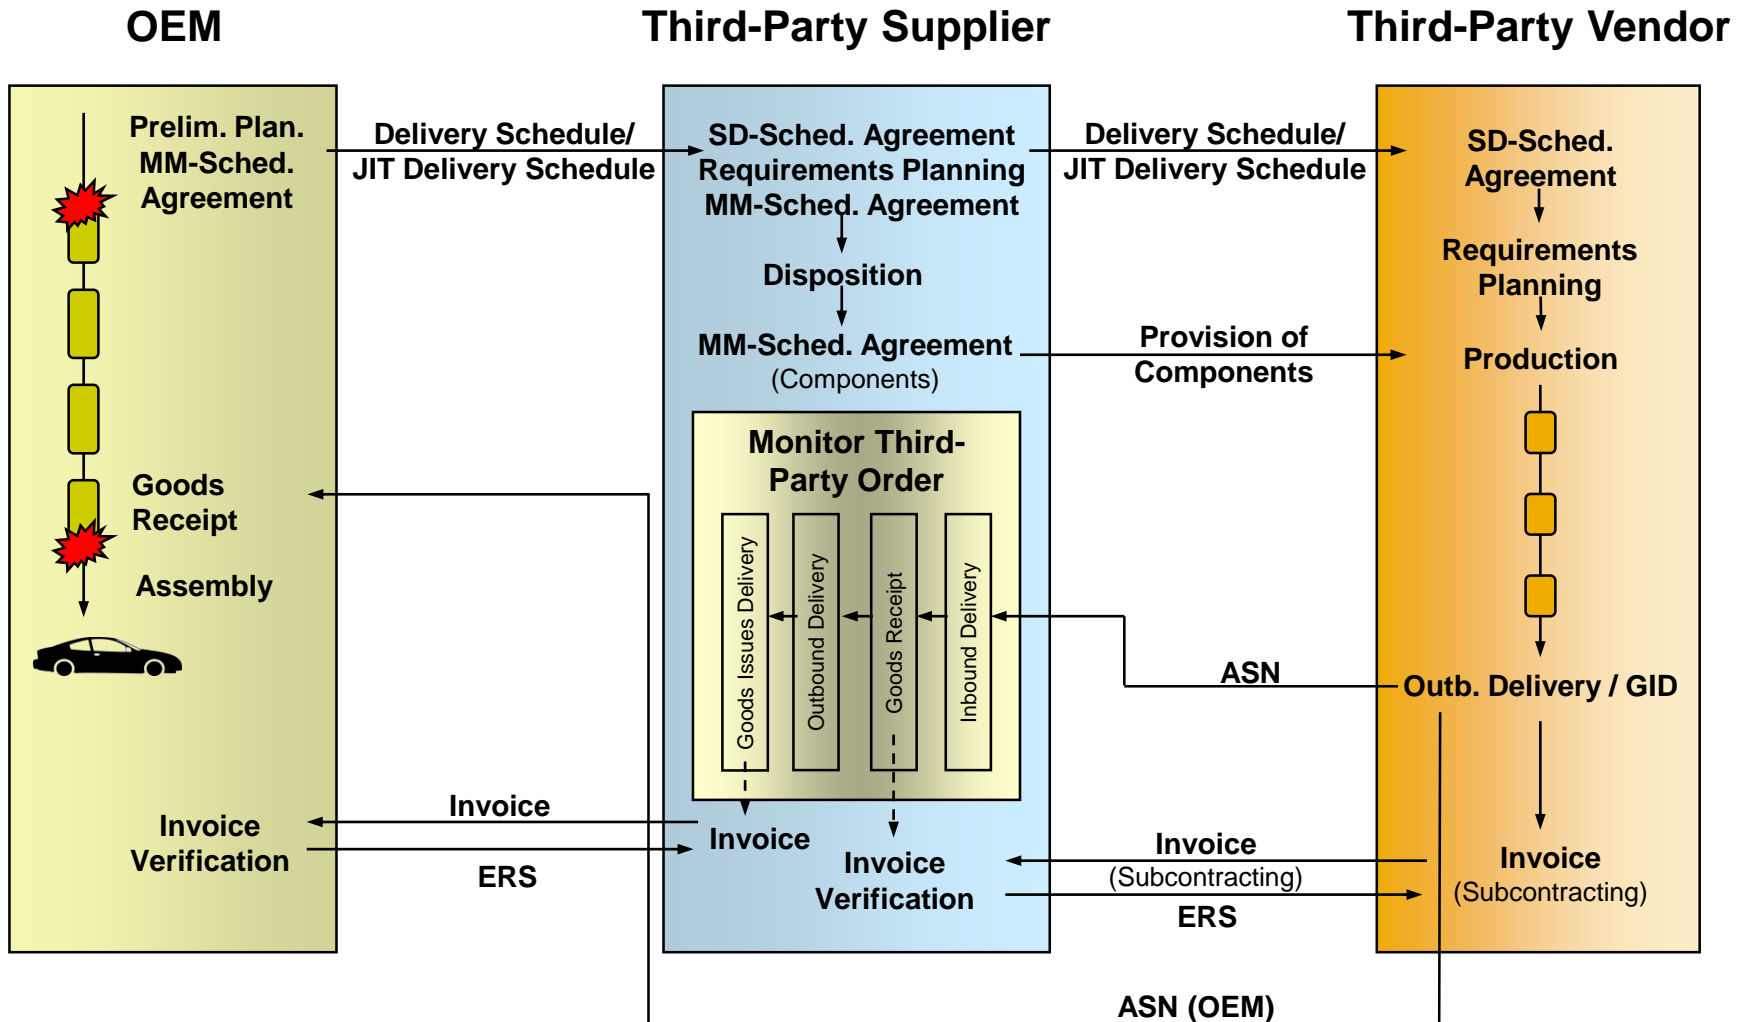 OEM
Third-Party Supplier
Third-Party Vendor
Prelim. Plan.
MM-Sched.
Agreement
Goods
Receipt
Assembly
Invoice
Verification
Delivery Schedule/
JIT Delivery Schedule
Invoice
ERS
SD-Sched. Agreement
Requirements Planning
MM-Sched. Agreement
Disposition
MM-Sched. Agreement
(Components)
Monitor Third-
Party Order
Goods Issues Delivery
Outbound Delivery
Goods Receipt
Inbound Delivery
Invoice
Invoice
Verification
Delivery Schedule/
JIT Delivery Schedule
Provision of
Components
ASN
Invoice
(Subcontracting)
ERS
SD-Sched.
Agreement
Requirements
Planning
Production
Outb. Delivery / GID
Invoice
(Subcontracting)
ASN (OEM)